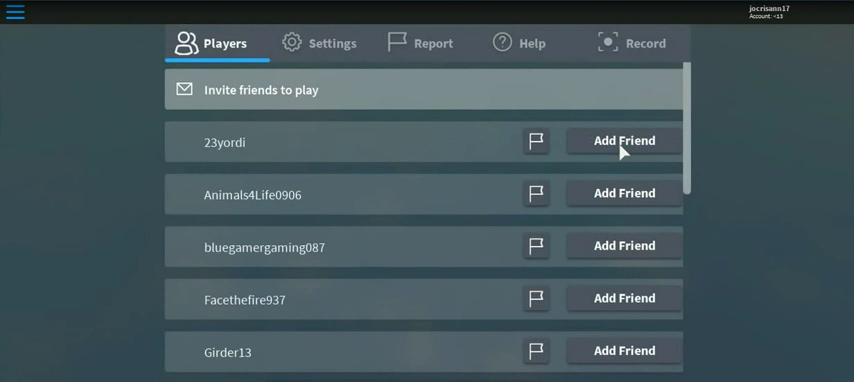 jocrisann17
Account: <13
Players Settings Report Help Record
Invite friends to play
23yordi Add Friend
Animals4Life0906 Add Friend
bluegamergaming087 Add Friend
Facethefire937 Add Friend
Girder13 Add Friend